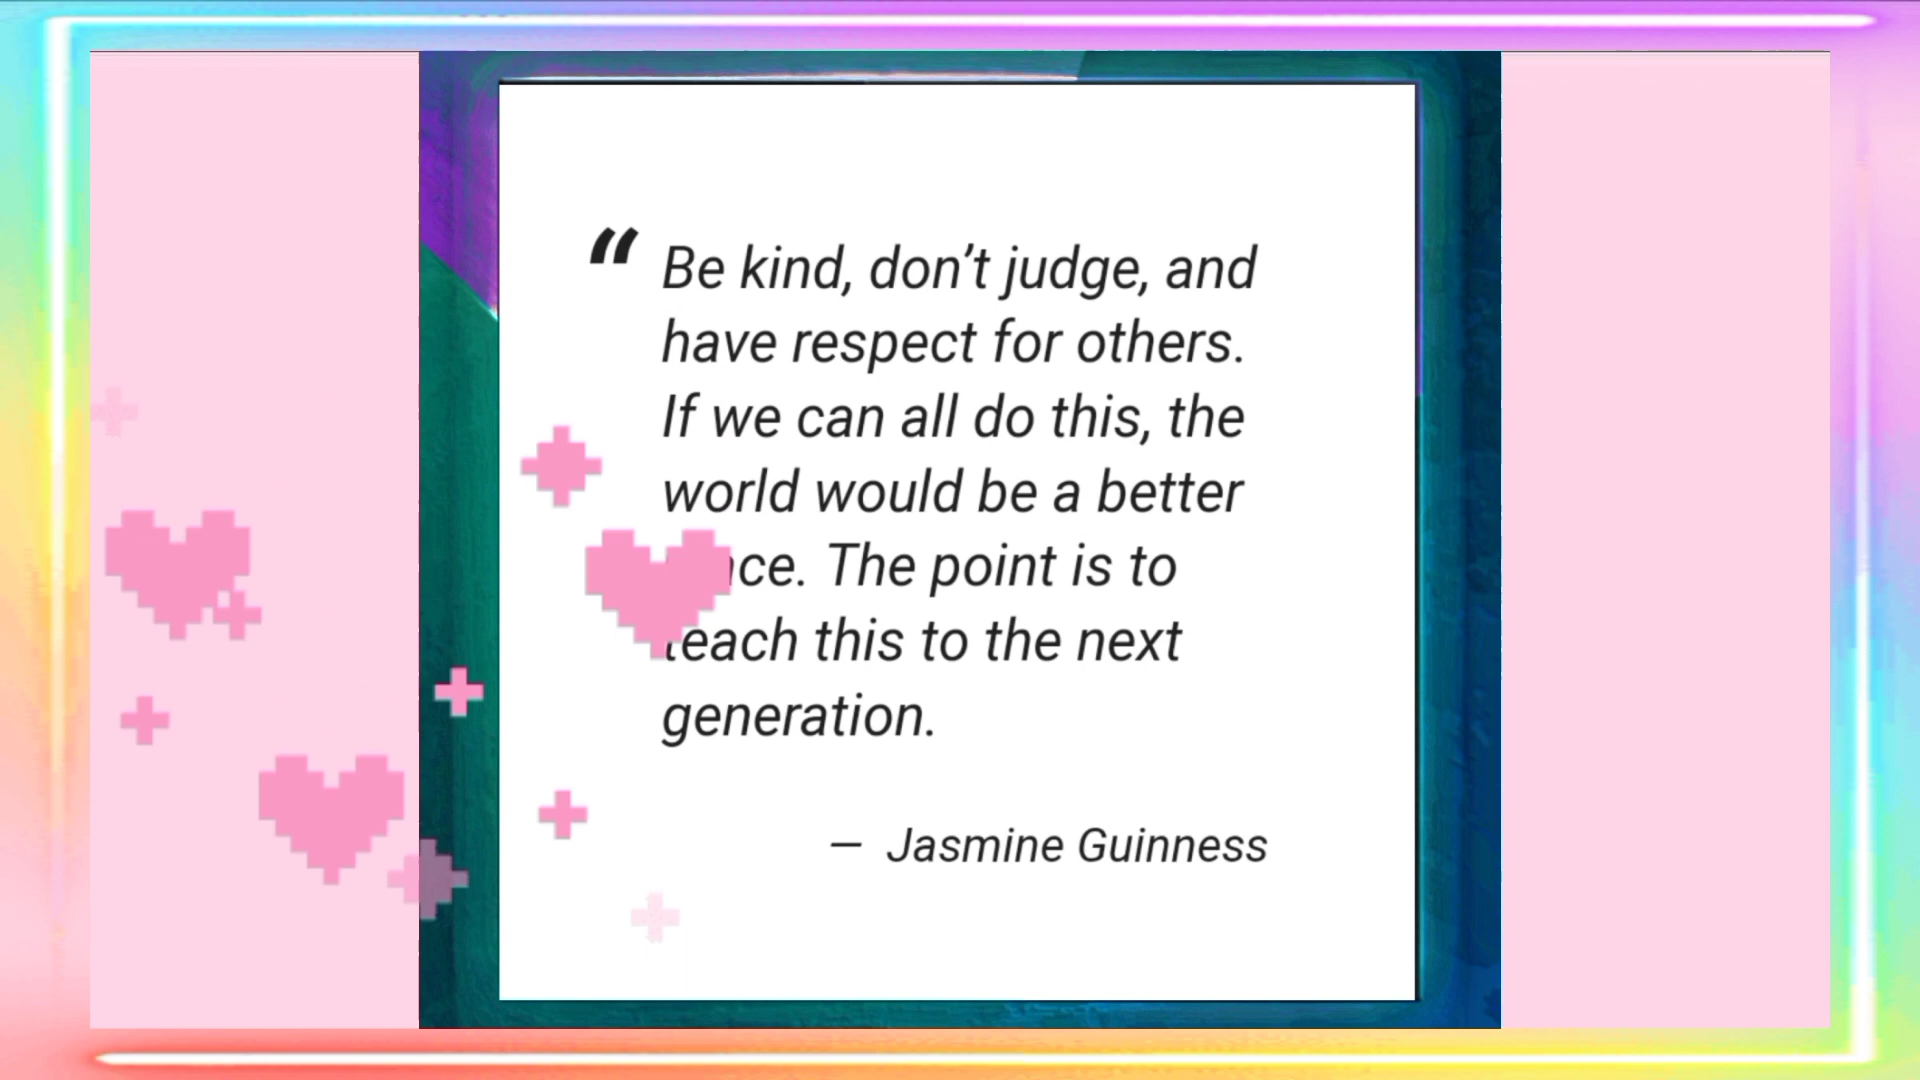 “ Be kind, don’t judge, and
have respect for others.
If we can all do this, the
world would be a better
The point is to
teach this to the next
generation.
— Jasmine Guinness